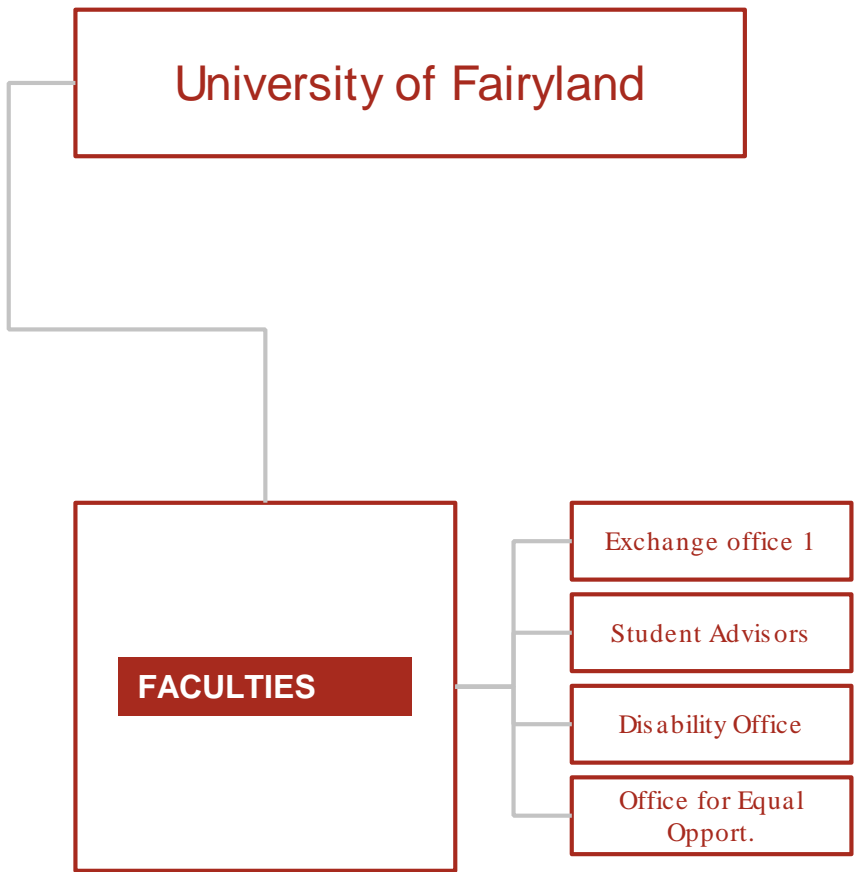 University of Fairyland
FACULTIES
Exchange office 1
Student Advisors
Disability Office
Office for Equal
Opport.